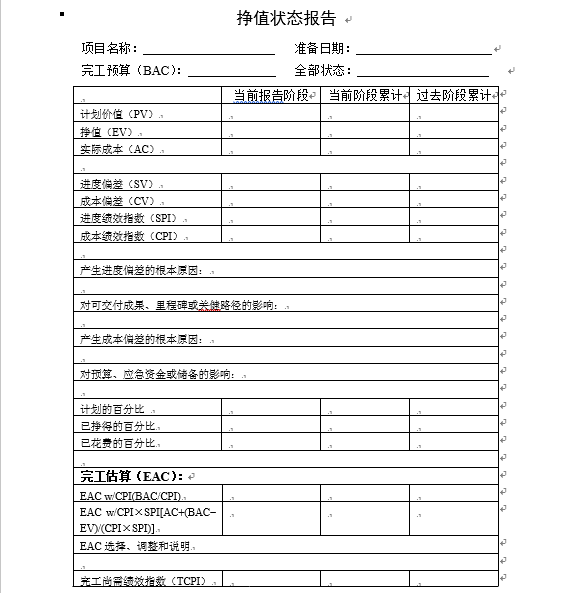 挣值状态报告
项目名称： 准备日期：
完工预算（BAC）： 全部状态：
当前报告阶段 当前阶段累计 过去阶段累计
计划价值（PV）
挣值（EV）
实际成本（AC）
进度偏差（SV）
成本偏差（CV）
进度绩效指数（SPI）
成本绩效指数（CPI）
产生进度偏差的根本原因：
对可交付成果、里程碑或关健路径的影响：
产生成本偏差的根本原因：
对预算、应急资金或储备的影响：
计划的百分比
已挣得的百分比
已花费的百分比
完工估算（EAC）：
EAC w/CPI(BAC/CPI)
EAC w/CPI×SPI[AC+(BAC−
EV)/(CPI×SPI)]
EAC 选择、调整和说明
完工尚需绩效指数（TCPI）